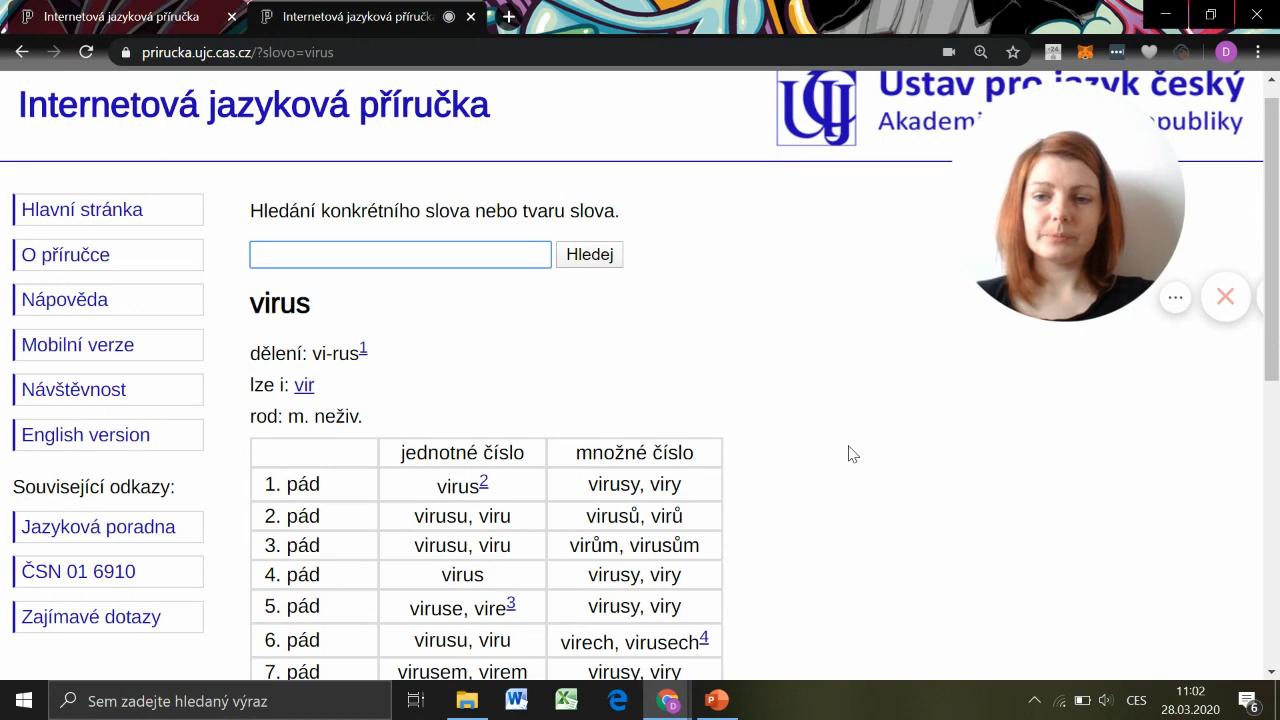 Internetová jazyková příručka
Internetová jazyková příručk
prirucka.ujc.cas.cz/?slovo=virus
24
D
Internetová jazyková příručka
ÚJČ
Ústav pro jazyk český
Akademi
epubliky
Hlavní stránka
O příručce
Nápověda
Mobilní verze
Návštěvnost
English version
Související odkazy:
Jazyková poradna
ČSN 01 6910
Zajímavé dotazy
Hledání konkrétního slova nebo tvaru slova.
Hledej
virus
dělení: vi-rus1
lze i: vir
rod: m. neživ.
jednotné číslo množné číslo
1. pád virus2 virusy, viry
2. pád virusu, viru virusů, virů
3. pád virusu, viru virům, virusům
4. pád virus virusy, viry
5. pád viruse, vire3 virusy, viry
6. pád virusu, viru virech, virusech4
7. pád virusem, virem virusy, viry
Sem zadejte hledaný výraz
CES
11:02
28.03.2020
6